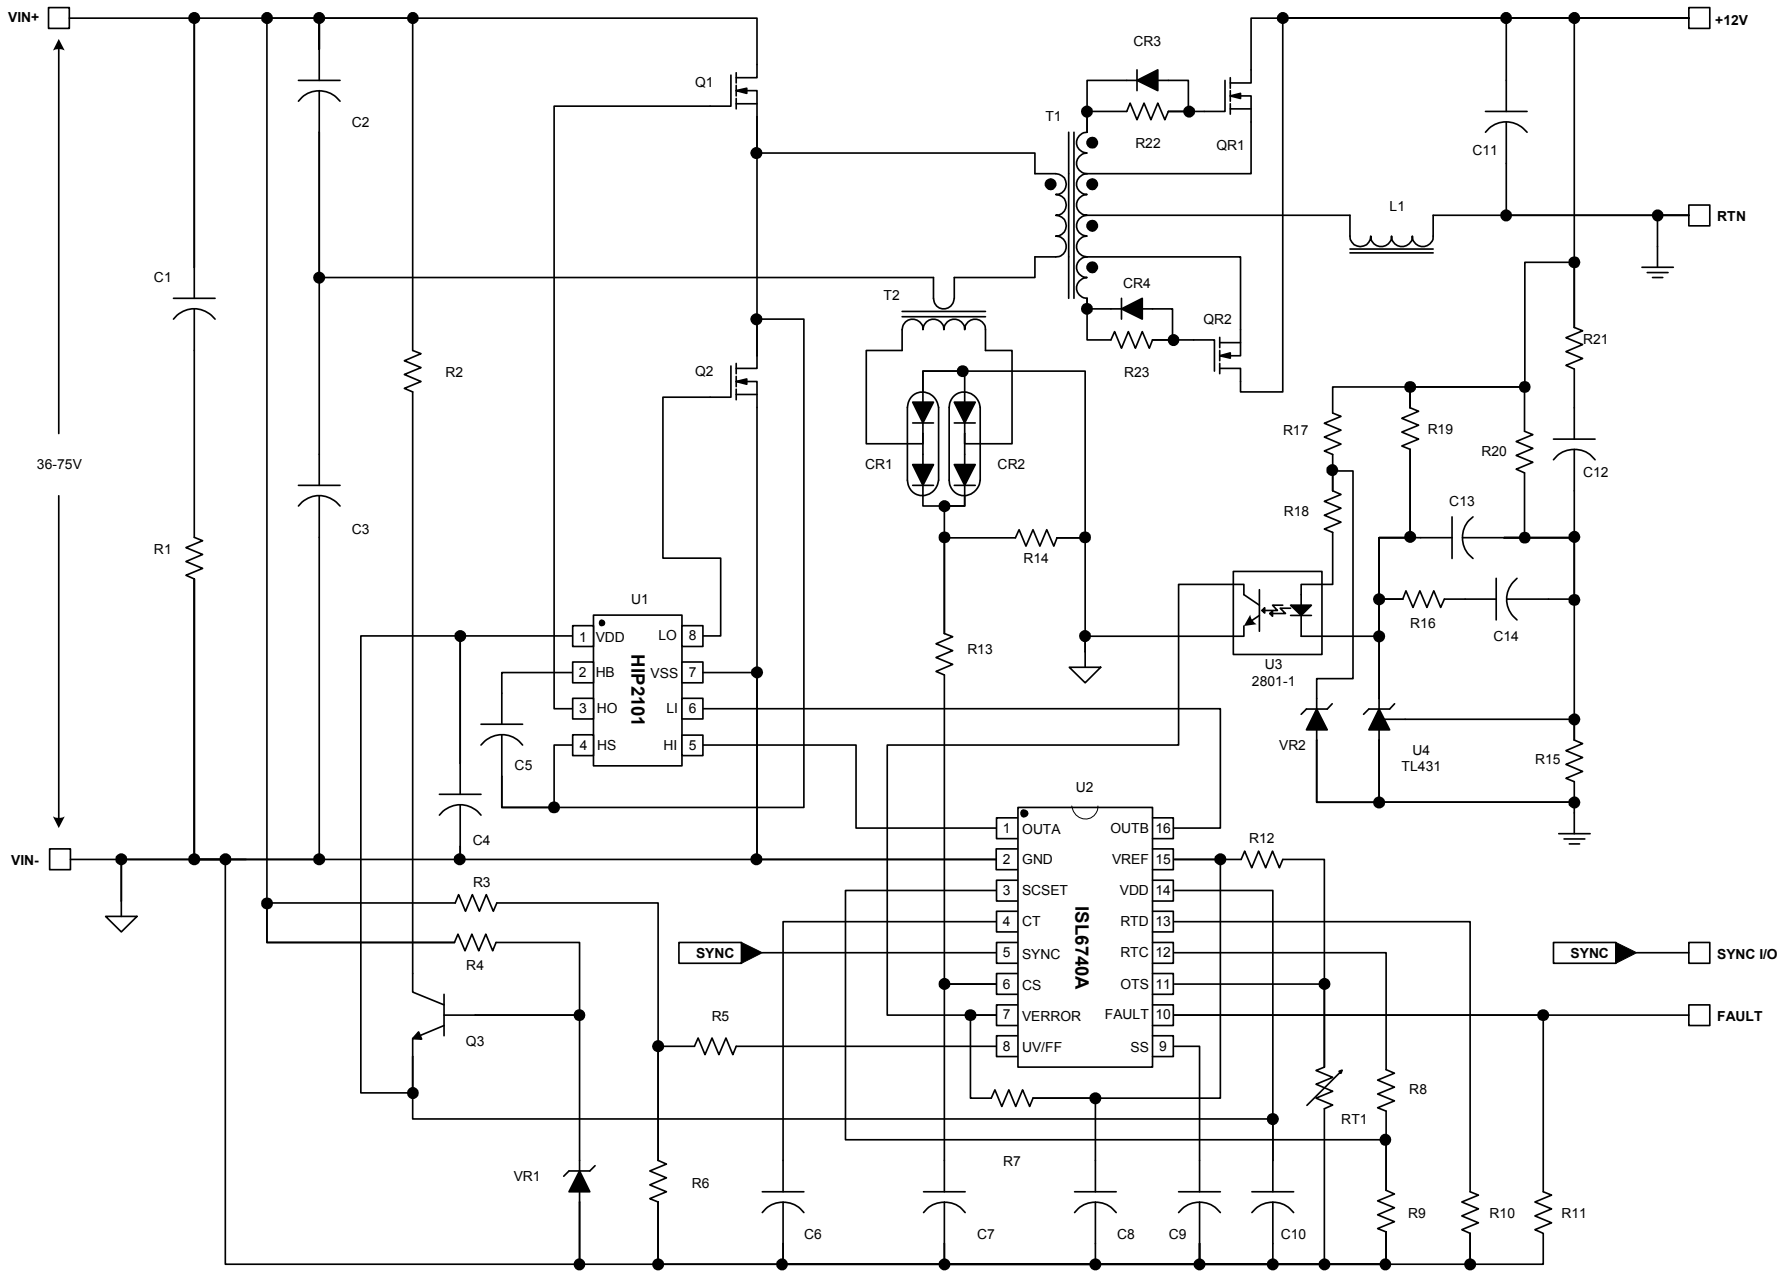 VIN+
+12V
CR3
Q1
T1
C2
R22
QR1
C11
L1
RTN
C1
T2
CR4
QR2
R2
Q2
R23
R21
R17
R19
R20
36-75V
CR1
CR2
C12
C13
R18
C3
R1
R14
U1
R16
C14
1
VDD
LO
8
R13
U3
2801-1
2
HB
HIP2101
VSS
7
3
HO
LI
6
4
HS
HI
5
C5
VR2
U4
TL431
R15
U2
C4
1
OUTA
OUTB
16
R12
VIN-
2
GND
VREF
15
R3
3
SCSET
VDD
14
4
CT
ISL6740A
RTD
13
R4
SYNC
5
SYNC
RTC
12
SYNC
SYNC I/O
6
CS
OTS
11
R5
7
VERROR
FAULT
10
FAULT
Q3
8
UV/FF
SS
9
R8
RT1
R7
VR1
R6
R9
R10
R11
C6
C7
C8
C9
C10